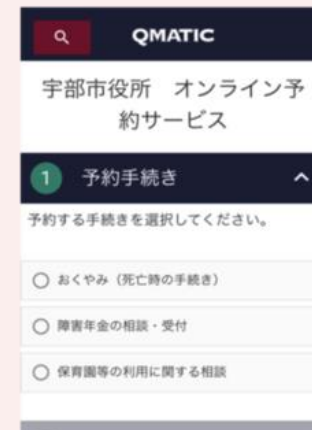 QMATIC
宇部市役所 オンライン予
約サービス
1 予約手続き
予約する手続きを選択してください。
おくやみ（死亡時の手続き）
障害年金の相談・受付
保育園等の利用に関する相談